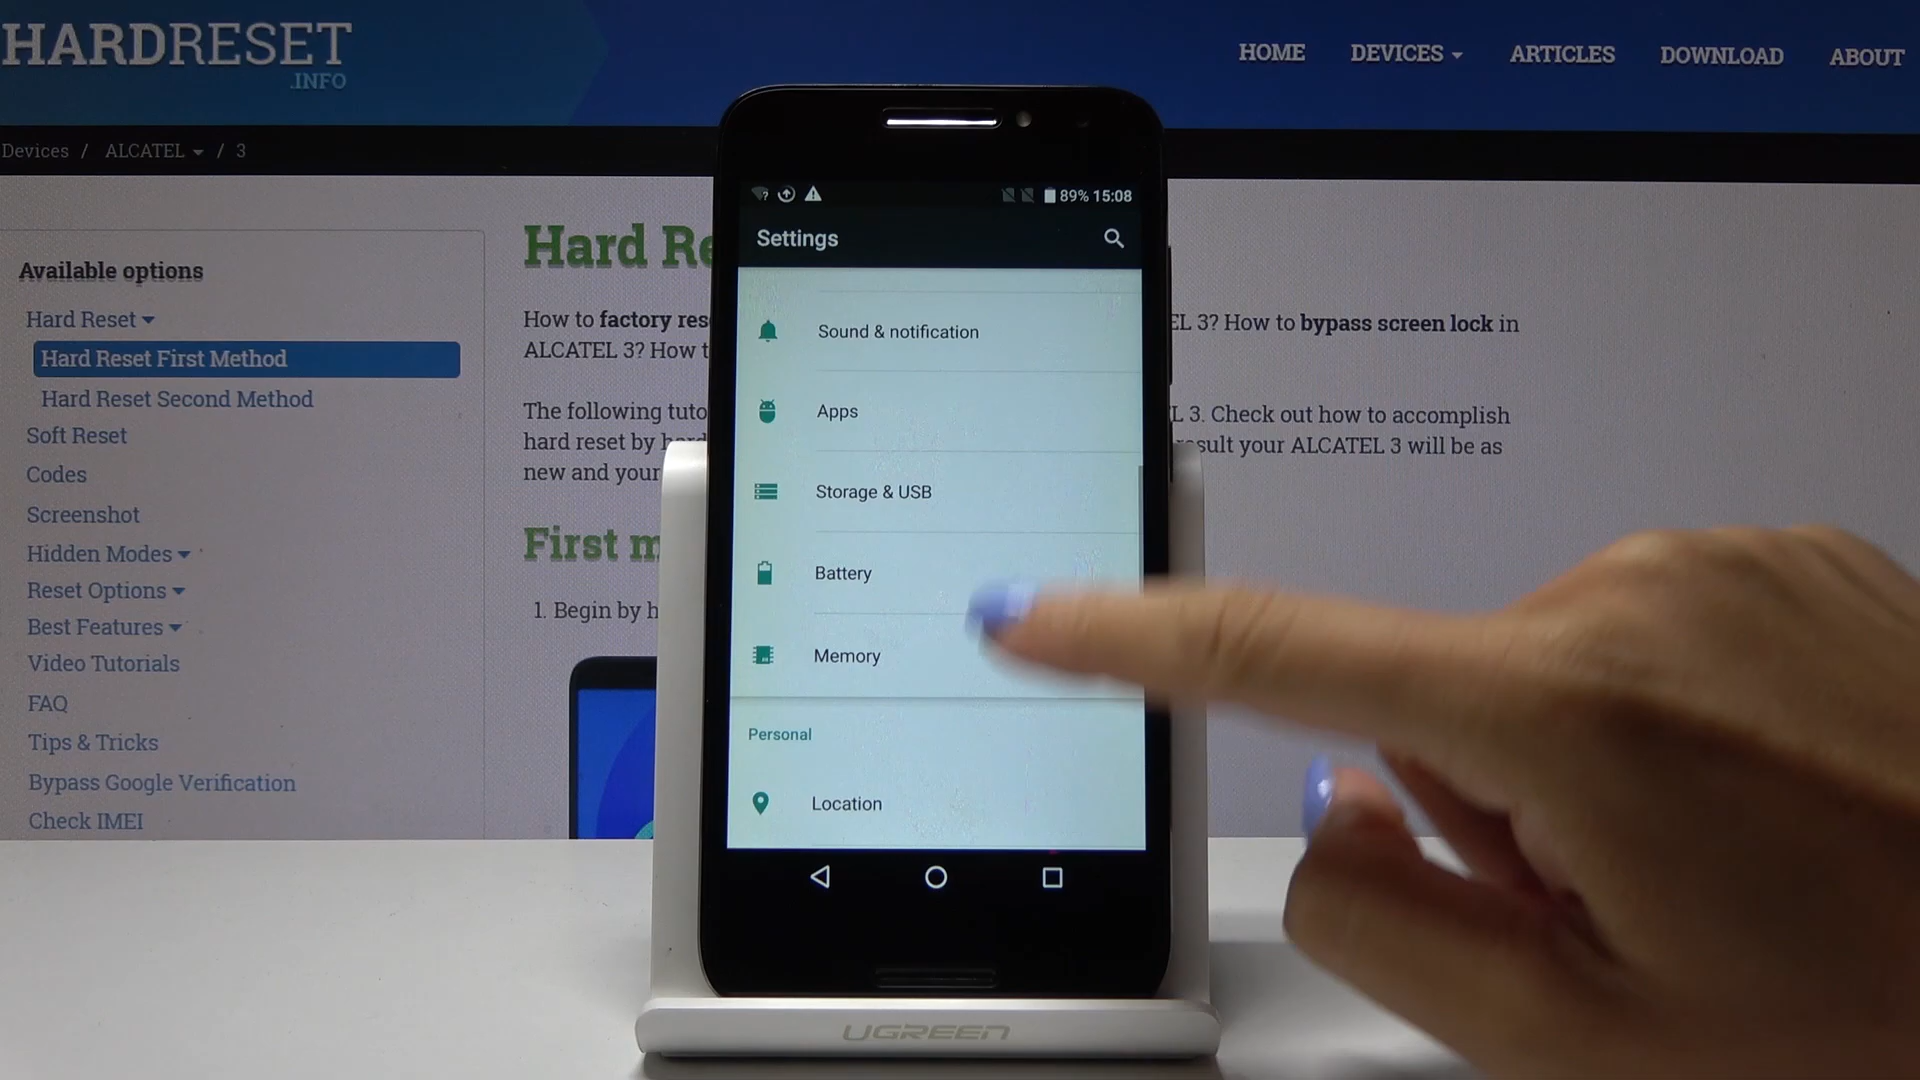 HARDRESET
.INFO
HOME DEVICES ARTICLES DOWNLOAD ABOUT
Devices / ALCATEL / 3
Available options
Hard Reset
Hard Reset First Method
Hard Reset Second Method
Soft Reset
Codes
Screenshot
Hidden Modes
Reset Options
Best Features
Video Tutorials
FAQ
Tips & Tricks
Bypass Google Verification
Check IMEI
Hard Re
How to factory res EL 3? How to bypass screen lock in
ALCATEL 3? How t
The following tuto L 3. Check out how to accomplish
hard reset by hard result your ALCATEL 3 will be as
new and your
First m
1. Begin by h
89% 15:08
Settings
Sound & notification
Apps
Storage & USB
Battery
Memory
Personal
Location
UGREEN